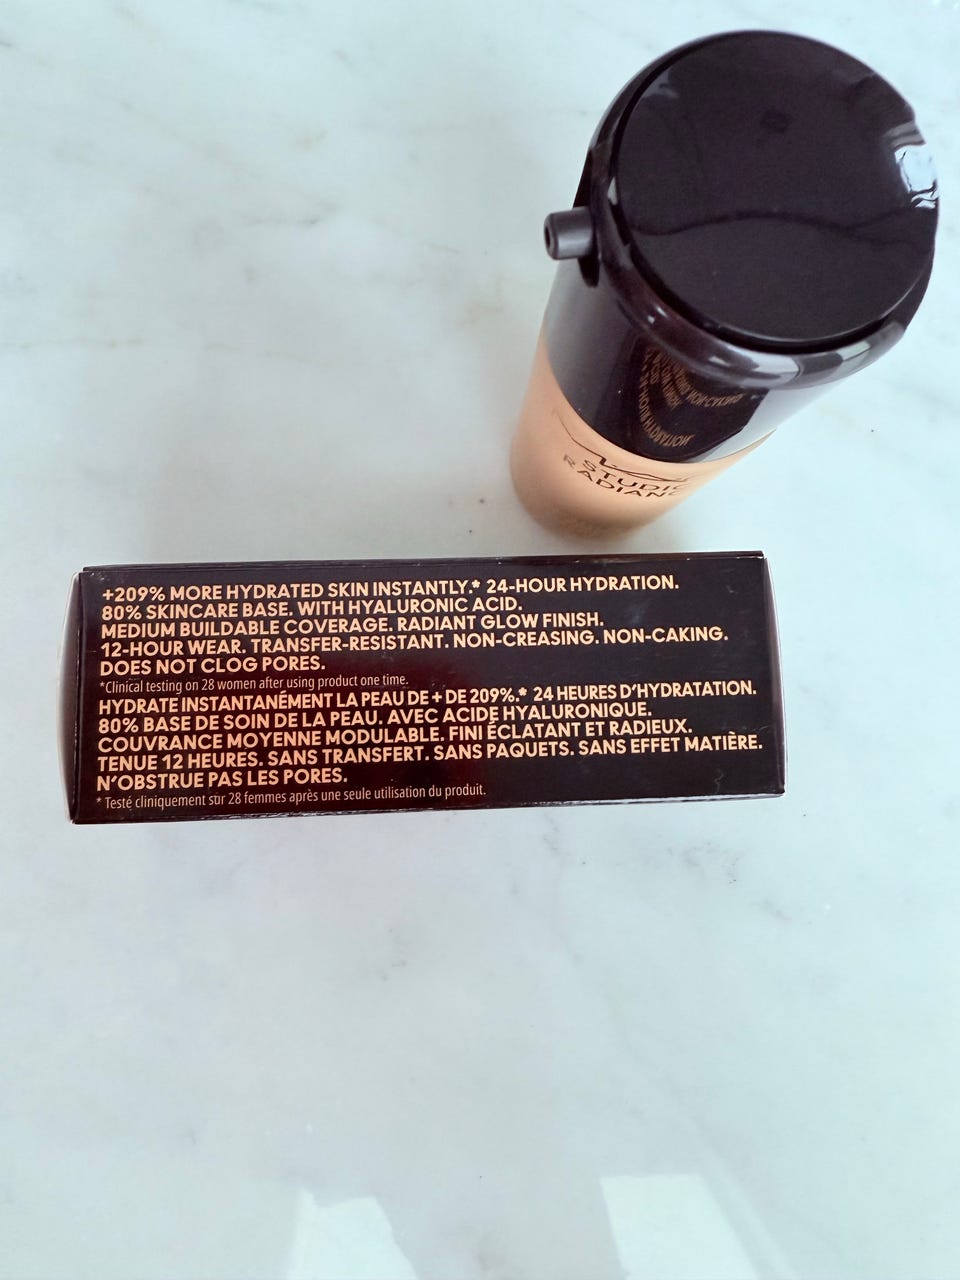 STUDIO
RADIAN
+209% MORE HYDRATED SKIN INSTANTLY.* 24-HOUR HYDRATION.
80% SKINCARE BASE. WITH HYALURONIC ACID.
MEDIUM BUILDABLE COVERAGE. RADIANT GLOW FINISH.
12-HOUR WEAR. TRANSFER-RESISTANT. NON-CREASING. NON-CAKING.
DOES NOT CLOG PORES.
*Clinical testing on 28 women after using product one time.
HYDRATE INSTANTANÉMENT LA PEAU DE + DE 209%.* 24 HEURES D'HYDRATATION.
80% BASE DE SOIN DE LA PEAU. AVEC ACIDE HYALURONIQUE.
COUVRANCE MOYENNE MODULABLE. FINI ÉCLATANT ET RADIEUX.
TENUE 12 HEURES. SANS TRANSFERT. SANS PAQUETS. SANS EFFET MATIÈRE.
N'OBSTRUE PAS LES PORES.
* Testé cliniquement sur 28 femmes après une seule utilisation du produit.